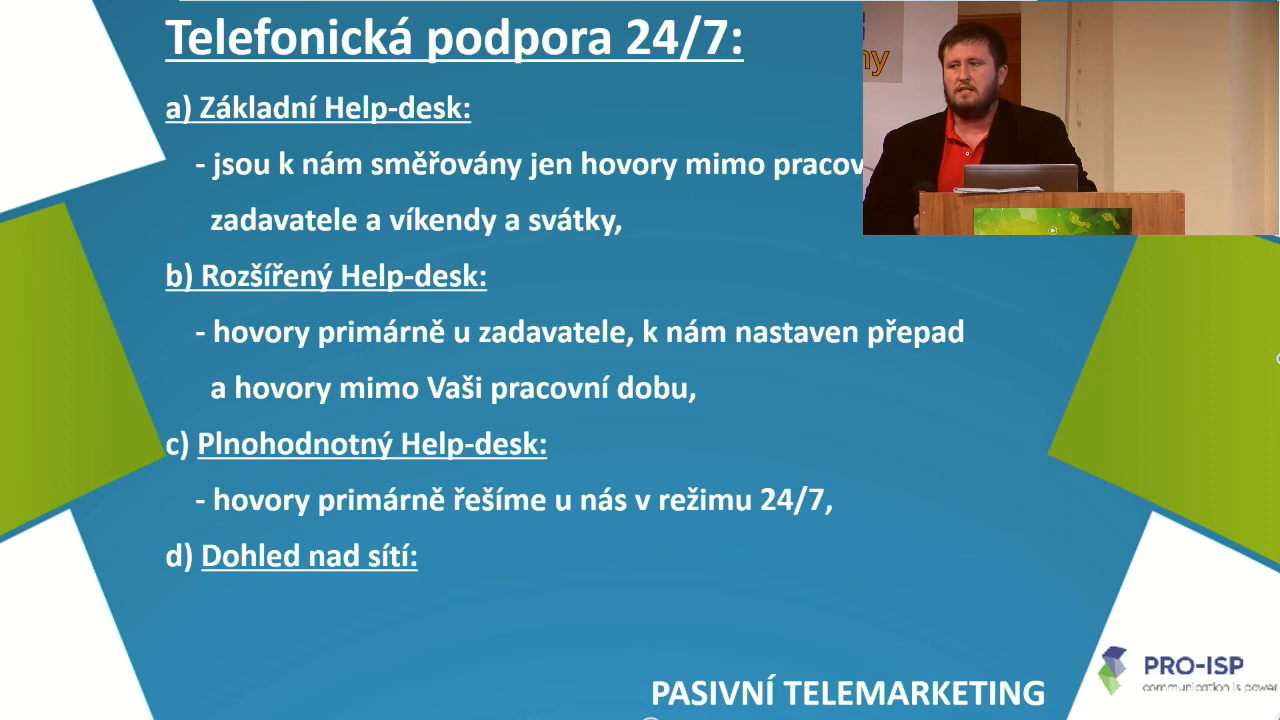 Telefonická podpora 24/7:
a) Základní Help-desk:
- jsou k nám směřovány jen hovory mimo pracov
zadavatele a víkendy a svátky,
b) Rozšířený Help-desk:
- hovory primárně u zadavatele, k nám nastaven přepad
a hovory mimo Vaši pracovní dobu,
c) Plnohodnotný Help-desk:
- hovory primárně řešíme u nás v režimu 24/7,
d) Dohled nad sítí:
PRO-ISP
communication is power
PASIVNÍ TELEMARKETING